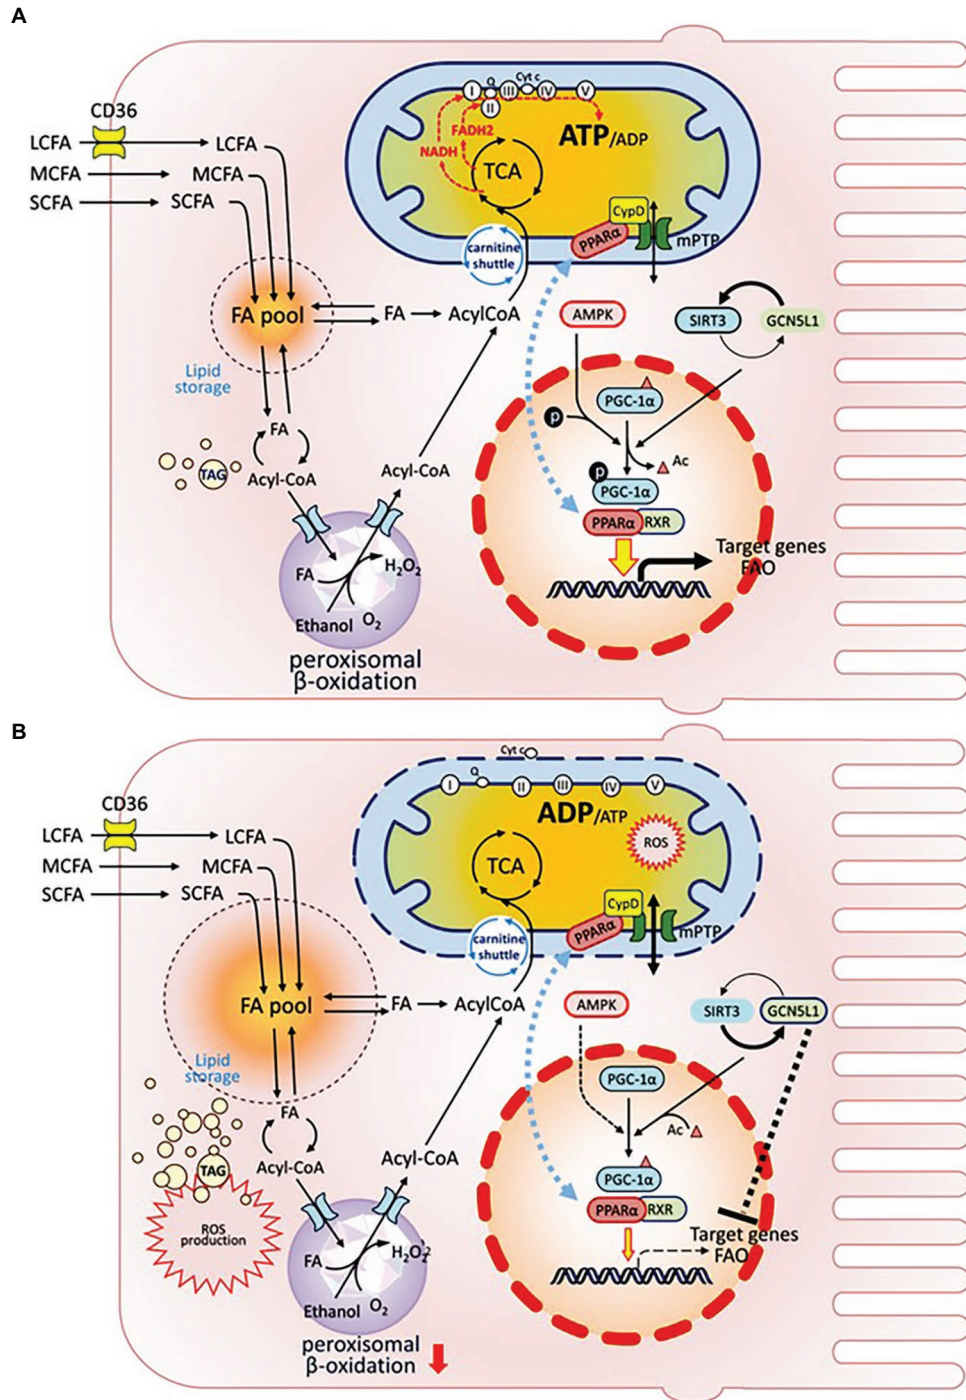 A
CD36
LCFA
LCFA
MCFA
MCFA
SCFA
SCFA
I
Q
III
Cyt c
IV
V
II
FADH2
NADH
ATP/ADP
TCA
CypD
PPARα
mPTP
carnitine
shuttle
FA pool
FA
AcylCoA
AMPK
SIRT3
GCN5L1
Lipid
storage
PGC-1α
p
FA
Ac
TAG
Acyl-CoA
Acyl-CoA
p
PGC-1α
PPARα
RXR
Target genes
FAO
FA
H2O2
Ethanol
O2
peroxisomal
β-oxidation
B
Cyt c
Q
I
II
III
IV
V
CD36
LCFA
LCFA
MCFA
MCFA
SCFA
SCFA
ADP/ATP
ROS
TCA
CypD
PPARα
mPTP
carnitine
shuttle
FA pool
FA
AcylCoA
AMPK
SIRT3
GCN5L1
Lipid
storage
PGC-1α
FA
Ac
TAG
Acyl-CoA
Acyl-CoA
PGC-1α
PPARα
RXR
ROS
production
Target genes
FAO
FA
H2O2
2
Ethanol
O2
peroxisomal
β-oxidation